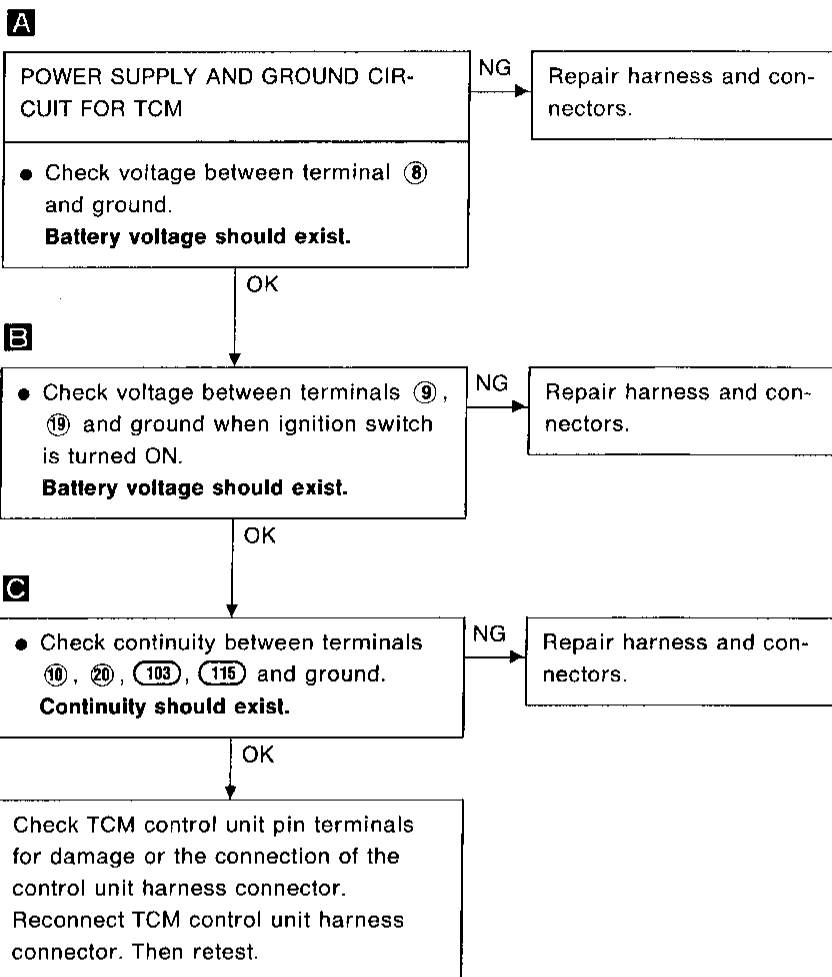 A
POWER SUPPLY AND GROUND CIR-
CUIT FOR TCM
NG
Repair harness and con-
nectors.
● Check voltage between terminal ⑧
and ground.
Battery voltage should exist.
OK
B
● Check voltage between terminals ⑨,
⑲ and ground when ignition switch
is turned ON.
Battery voltage should exist.
NG
Repair harness and con-
nectors.
OK
C
● Check continuity between terminals
⑩, ⑳, (103), (115) and ground.
Continuity should exist.
NG
Repair harness and con-
nectors.
OK
Check TCM control unit pin terminals
for damage or the connection of the
control unit harness connector.
Reconnect TCM control unit harness
connector. Then retest.